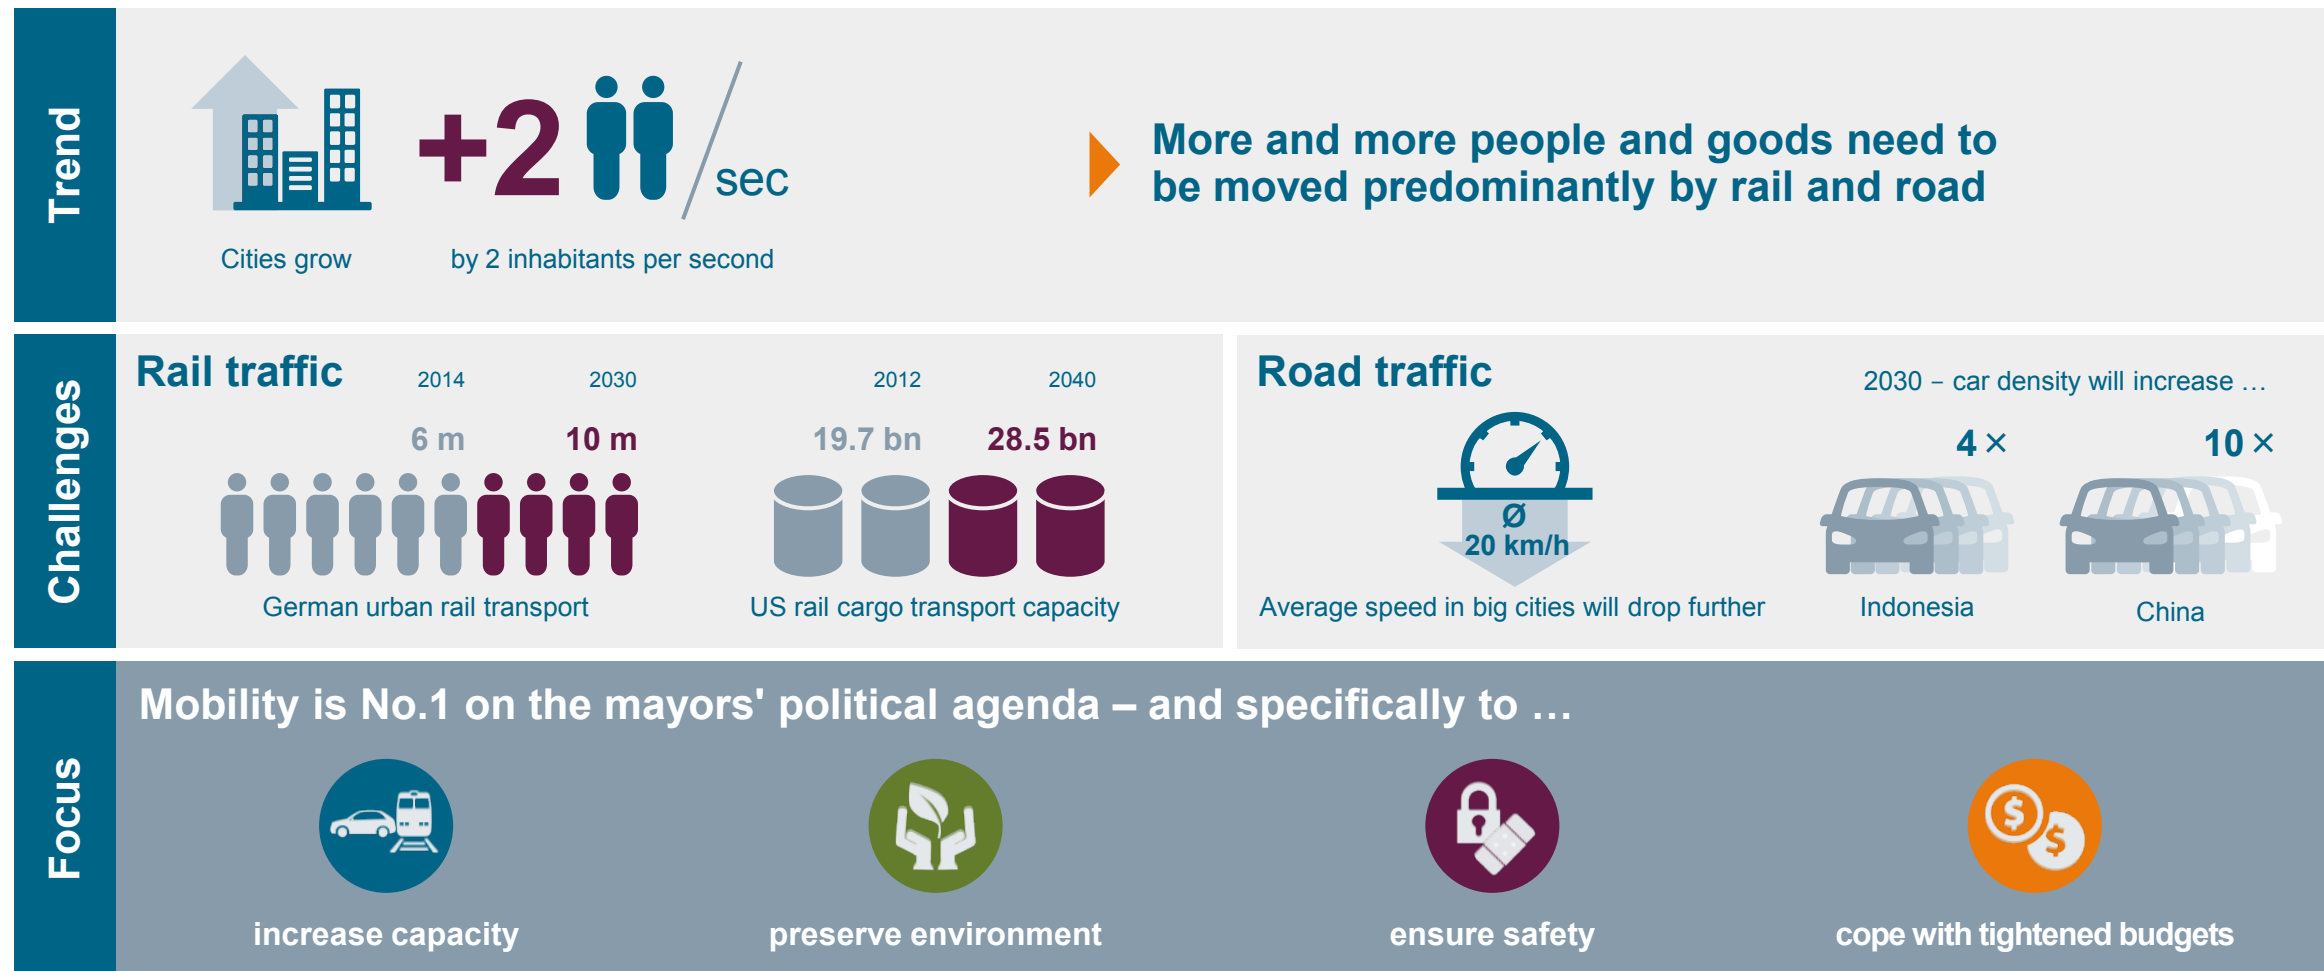 Trend
+2
sec
Cities grow
by 2 inhabitants per second
More and more people and goods need to
be moved predominantly by rail and road
Challenges
Rail traffic
2014
2030
6 m
10 m
German urban rail transport
2012
2040
19.7 bn
28.5 bn
US rail cargo transport capacity
Road traffic
Ø
20 km/h
Average speed in big cities will drop further
2030 – car density will increase …
4 ×
10 ×
Indonesia
China
Focus
Mobility is No.1 on the mayors' political agenda – and specifically to …
$
$
increase capacity
preserve environment
ensure safety
cope with tightened budgets